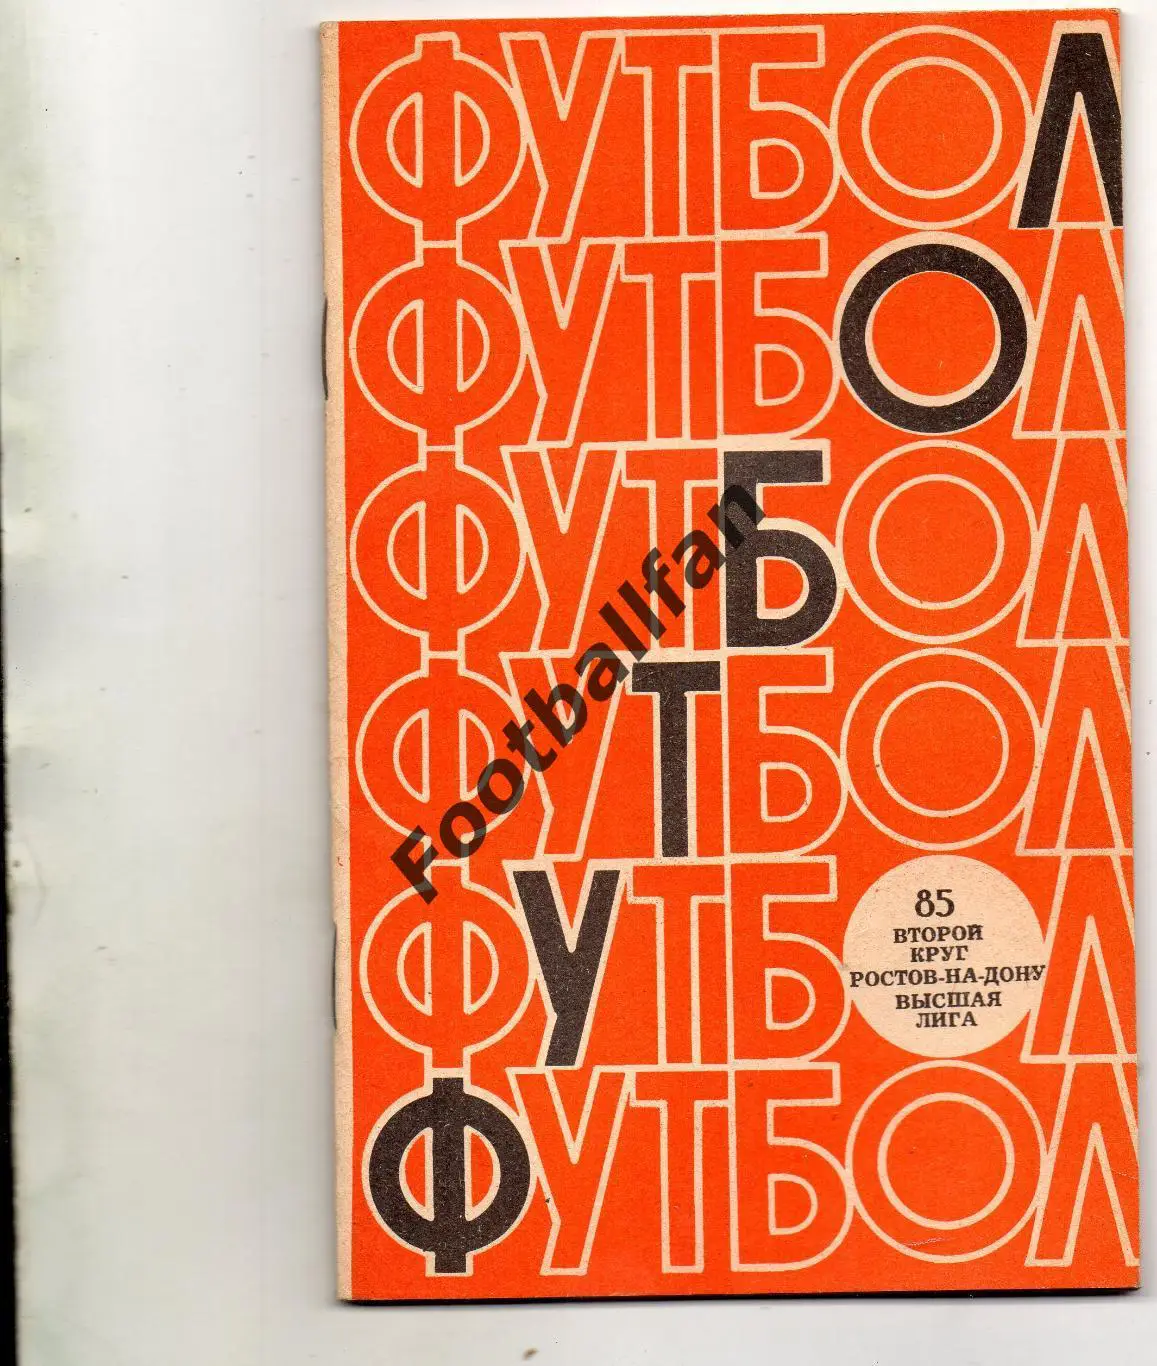 ФУТБОЛ
ФУТБОЛ
ФУТБОЛ
ФУТБОЛ
ФУТБОЛ
ФУТБОЛ
85
ВТОРОЙ
КРУГ
РОСТОВ-НА-ДОНУ
ВЫСШАЯ
ЛИГА
Footballfan